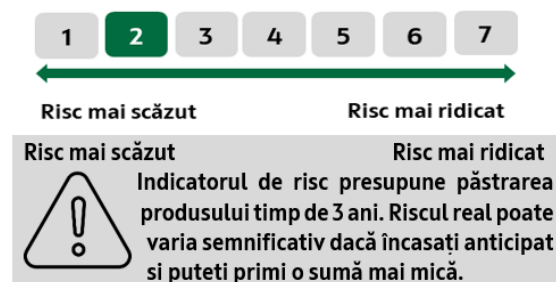 1 2 3 4 5 6 7
Risc mai scăzut Risc mai ridicat
Risc mai scăzut Risc mai ridicat
Indicatorul de risc presupune păstrarea
produsului timp de 3 ani. Riscul real poate
varia semnificativ dacă încasați anticipat
si puteti primi o sumă mai mică.